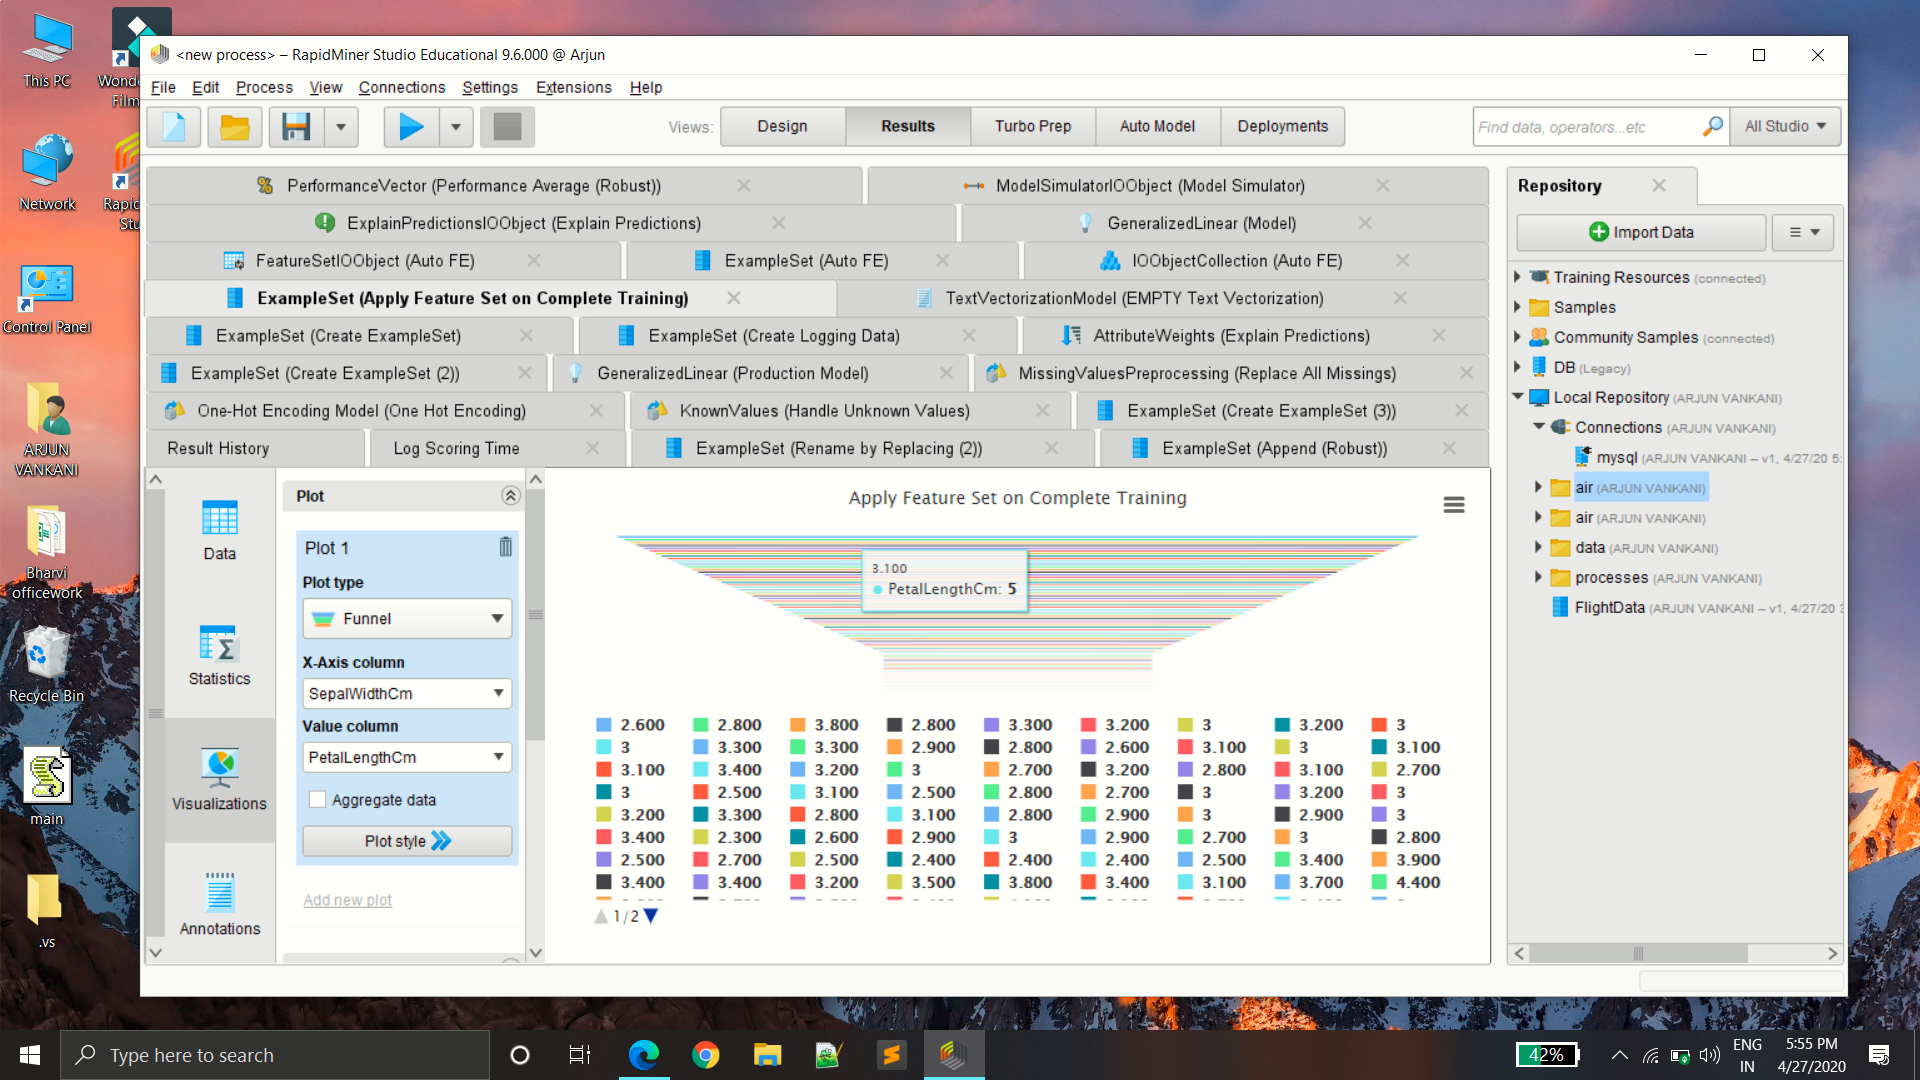 This PC
Network
Control Panel
ARJUN
VANKANI
Bharvi
officework
Recycle Bin
main
.vs
<new process> – RapidMiner Studio Educational 9.6.000 @ Arjun
File Edit Process View Connections Settings Extensions Help
Views: Design Results Turbo Prep Auto Model Deployments
Find data, operators...etc All Studio
PerformanceVector (Performance Average (Robust)) ModelSimulatorIOObject (Model Simulator)
ExplainPredictionsIOObject (Explain Predictions) GeneralizedLinear (Model)
FeatureSetIOObject (Auto FE) ExampleSet (Auto FE) IOObjectCollection (Auto FE)
ExampleSet (Apply Feature Set on Complete Training) TextVectorizationModel (EMPTY Text Vectorization)
ExampleSet (Create ExampleSet) ExampleSet (Create Logging Data) AttributeWeights (Explain Predictions)
ExampleSet (Create ExampleSet (2)) GeneralizedLinear (Production Model) MissingValuesPreprocessing (Replace All Missings)
One-Hot Encoding Model (One Hot Encoding) KnownValues (Handle Unknown Values) ExampleSet (Create ExampleSet (3))
Result History Log Scoring Time ExampleSet (Rename by Replacing (2)) ExampleSet (Append (Robust))
Data
Statistics
Visualizations
Annotations
Plot
Plot 1
Plot type
Funnel
X-Axis column
SepalWidthCm
Value column
PetalLengthCm
Aggregate data
Plot style
Add new plot
Apply Feature Set on Complete Training
3.100
PetalLengthCm: 5
2.600 2.800 3.800 2.800 3.300 3.200 3 3.200 3
3 3.300 3.300 2.900 2.800 2.600 3.100 3 3.100
3.100 3.400 3.200 3 2.700 3.200 2.800 3.100 2.700
3 2.500 3.100 2.500 2.800 2.700 3 3.200 3
3.200 3.300 2.800 3.100 2.800 2.900 3 2.900 3
3.400 2.300 2.600 2.900 3 2.900 2.700 3 2.800
2.500 2.700 2.500 2.400 2.400 2.400 2.500 3.400 3.900
3.400 3.400 3.200 3.500 3.800 3.400 3.100 3.700 4.400
1/2
Repository
Import Data
Training Resources (connected)
Samples
Community Samples (connected)
DB (Legacy)
Local Repository (ARJUN VANKANI)
Connections (ARJUN VANKANI)
mysql (ARJUN VANKANI – v1, 4/27/20 5:
air (ARJUN VANKANI)
air (ARJUN VANKANI)
data (ARJUN VANKANI)
processes (ARJUN VANKANI)
FlightData (ARJUN VANKANI – v1, 4/27/20 3
Type here to search
42%
ENG
IN
5:55 PM
4/27/2020